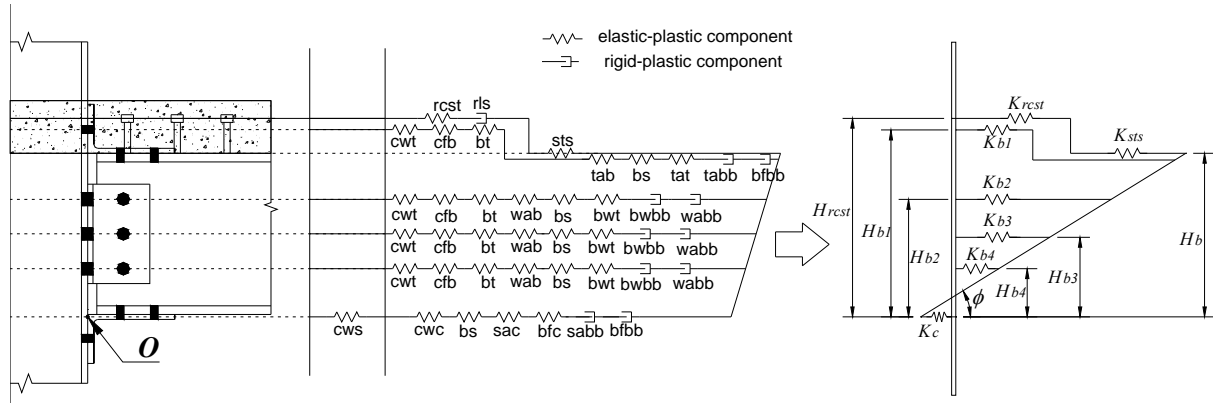 elastic-plastic component
rigid-plastic component
rcst rls
cwt cfb bt
sts
tab bs tat tabb bfbb
cwt cfb bt wab bs bwt bwbb wabb
cwt cfb bt wab bs bwt bwbb wabb
cwt cfb bt wab bs bwt bwbb wabb
cws cwc bs sac bfc sabb bfbb
O
Krcst
Kb1
Ksts
Kb2
Kb3
Kb4
Kc
Hrcst
Hb1
Hb2
Hb4
Hb3
Hb
ϕ